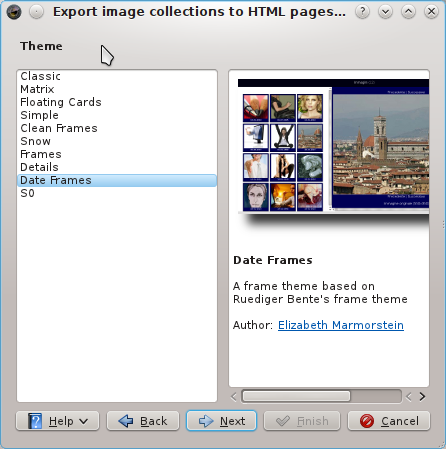 Export image collections to HTML pages...
Theme
Classic
Matrix
Floating Cards
Simple
Clean Frames
Snow
Frames
Details
Date Frames
S0
Date Frames
A frame theme based on
Ruediger Bente's frame theme
Author: Elizabeth Marmorstein
Help
Back
Next
Finish
Cancel